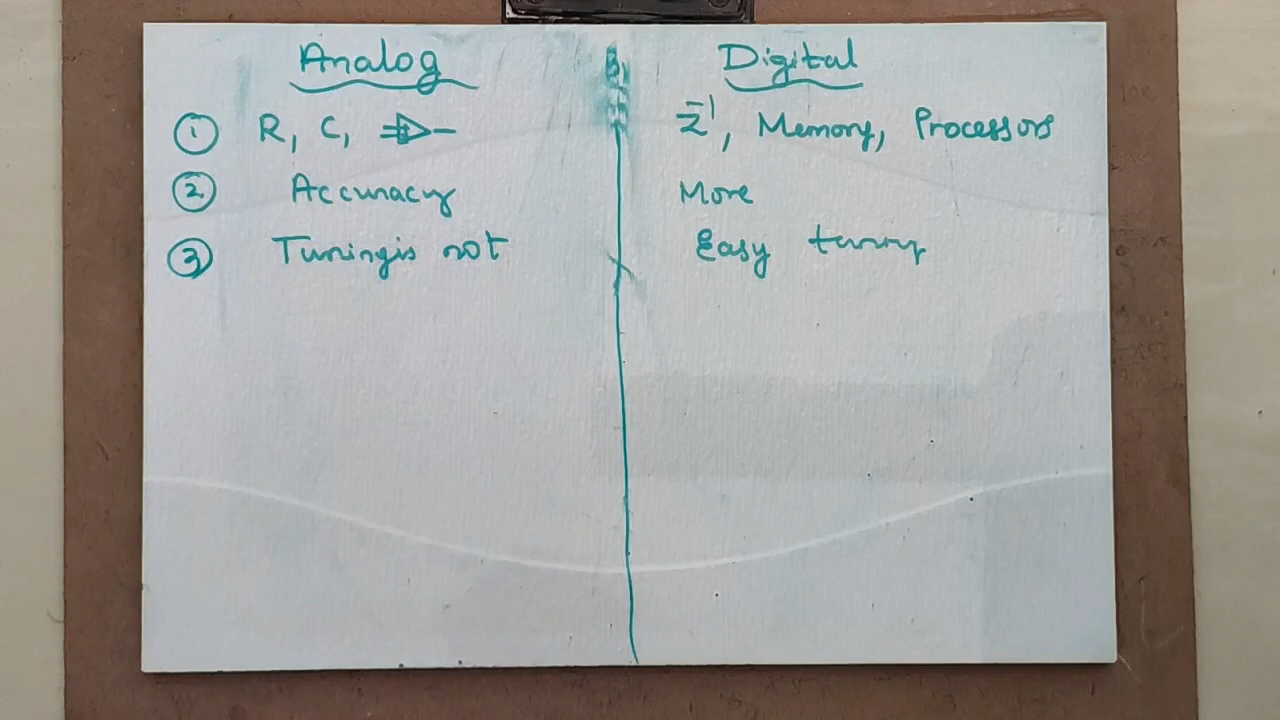 Analog Digital
① R, C, z⁻¹, Memory, Processors
② Accuracy More
③ Tuning is not Easy tuning